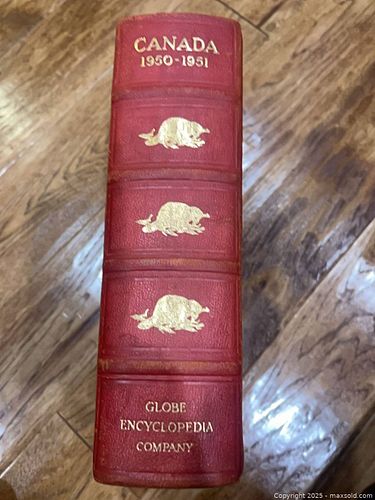 CANADA
1950-1951
GLOBE
ENCYCLOPEDIA
COMPANY
Copyright 2025 - maxsold.com